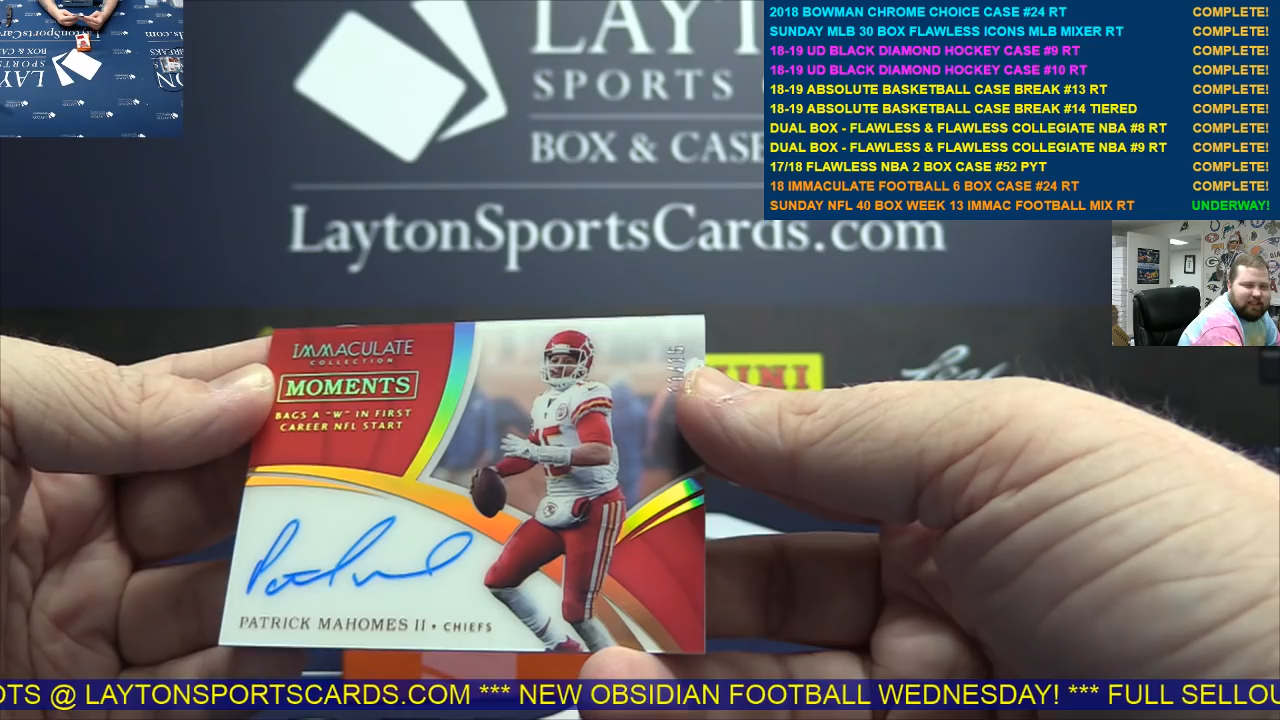 2018 BOWMAN CHROME CHOICE CASE #24 RT COMPLETE!
SUNDAY MLB 30 BOX FLAWLESS ICONS MLB MIXER RT COMPLETE!
18-19 UD BLACK DIAMOND HOCKEY CASE #9 RT COMPLETE!
18-19 UD BLACK DIAMOND HOCKEY CASE #10 RT COMPLETE!
18-19 ABSOLUTE BASKETBALL CASE BREAK #13 RT COMPLETE!
18-19 ABSOLUTE BASKETBALL CASE BREAK #14 TIERED COMPLETE!
DUAL BOX - FLAWLESS & FLAWLESS COLLEGIATE NBA #8 RT COMPLETE!
DUAL BOX - FLAWLESS & FLAWLESS COLLEGIATE NBA #9 RT COMPLETE!
17/18 FLAWLESS NBA 2 BOX CASE #52 PYT COMPLETE!
18 IMMACULATE FOOTBALL 6 BOX CASE #24 RT COMPLETE!
SUNDAY NFL 40 BOX WEEK 13 IMMAC FOOTBALL MIX RT UNDERWAY!
LAYT
SPORTS
BOX & CASE
LaytonSportsCards.com
PANINI
Leaf
IMMACULATE
COLLECTION
MOMENTS
BAGS A "W" IN FIRST
CAREER NFL START
PATRICK MAHOMES II • CHIEFS
OTS @ LAYTONSPORTSCARDS.COM *** NEW OBSIDIAN FOOTBALL WEDNESDAY! *** FULL SELLOU